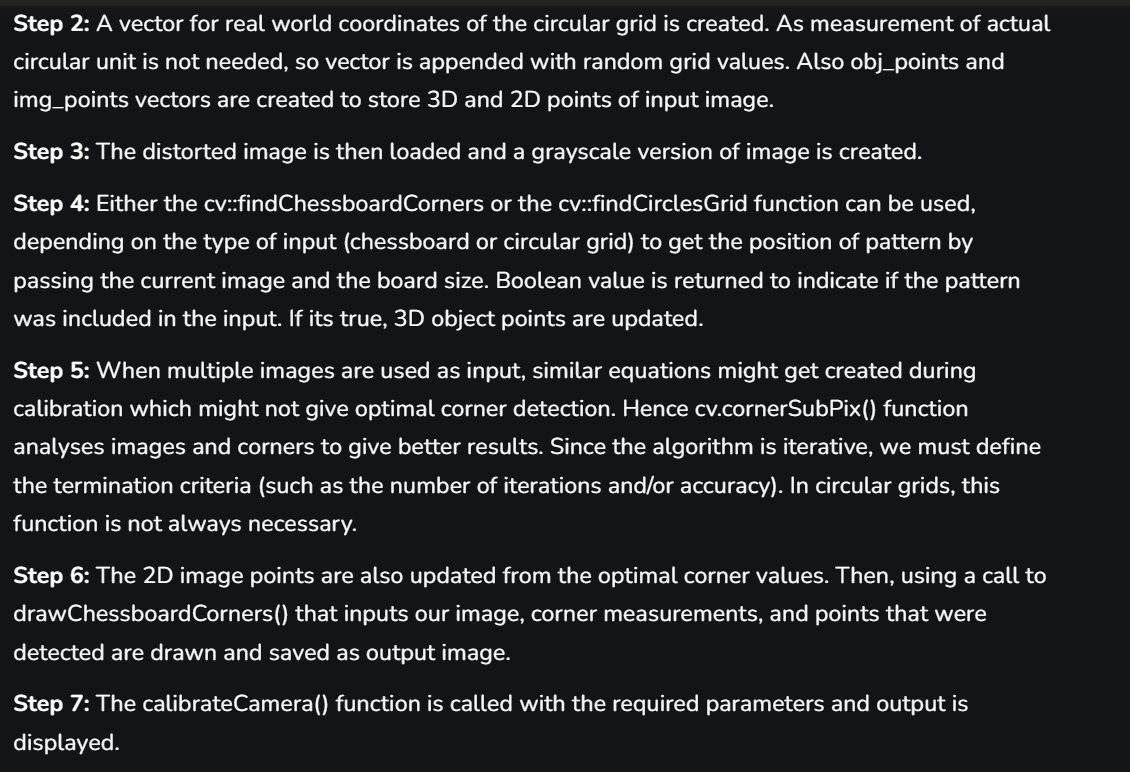 Step 2: A vector for real world coordinates of the circular grid is created. As measurement of actual
circular unit is not needed, so vector is appended with random grid values. Also obj_points and
img_points vectors are created to store 3D and 2D points of input image.
Step 3: The distorted image is then loaded and a grayscale version of image is created.
Step 4: Either the cv::findChessboardCorners or the cv::findCirclesGrid function can be used,
depending on the type of input (chessboard or circular grid) to get the position of pattern by
passing the current image and the board size. Boolean value is returned to indicate if the pattern
was included in the input. If its true, 3D object points are updated.
Step 5: When multiple images are used as input, similar equations might get created during
calibration which might not give optimal corner detection. Hence cv.cornerSubPix() function
analyses images and corners to give better results. Since the algorithm is iterative, we must define
the termination criteria (such as the number of iterations and/or accuracy). In circular grids, this
function is not always necessary.
Step 6: The 2D image points are also updated from the optimal corner values. Then, using a call to
drawChessboardCorners() that inputs our image, corner measurements, and points that were
detected are drawn and saved as output image.
Step 7: The calibrateCamera() function is called with the required parameters and output is
displayed.